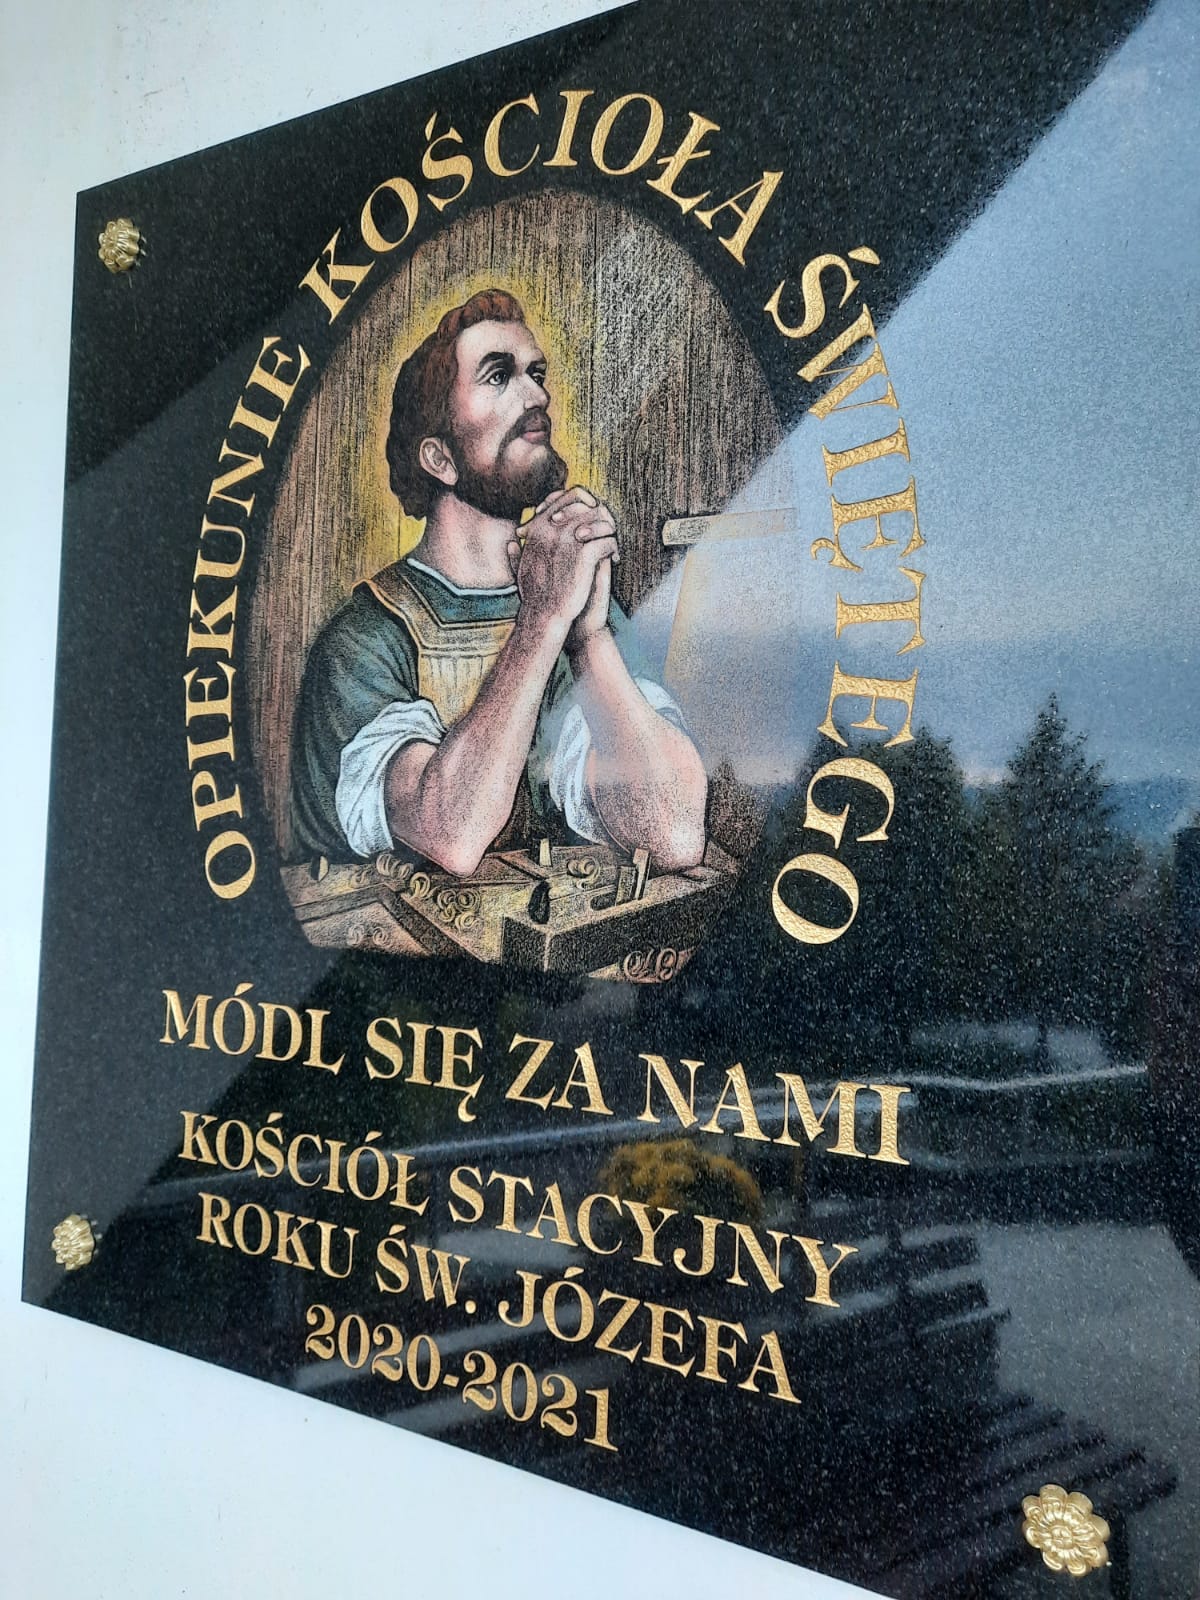 OPIEKUNIE KOŚCIOŁA ŚWIĘTEGO
MÓDL SIĘ ZA NAMI
KOŚCIÓŁ STACYJNY
ROKU ŚW. JÓZEFA
2020-2021